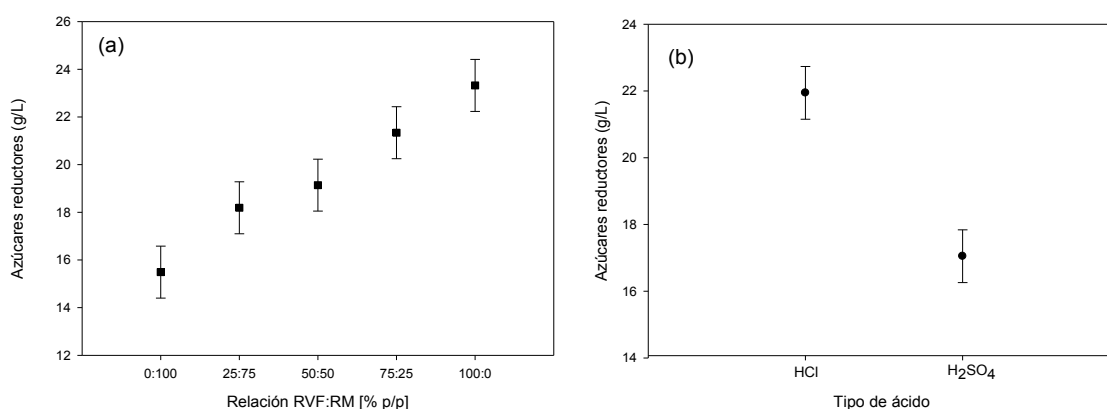 (a)
Azúcares reductores (g/L)
26
24
22
20
18
16
14
12
0:100
25:75
50:50
75:25
100:0
Relación RVF:RM [% p/p]
(b)
Azúcares reductores (g/L)
24
22
20
18
16
14
HCl
H₂SO₄
Tipo de ácido